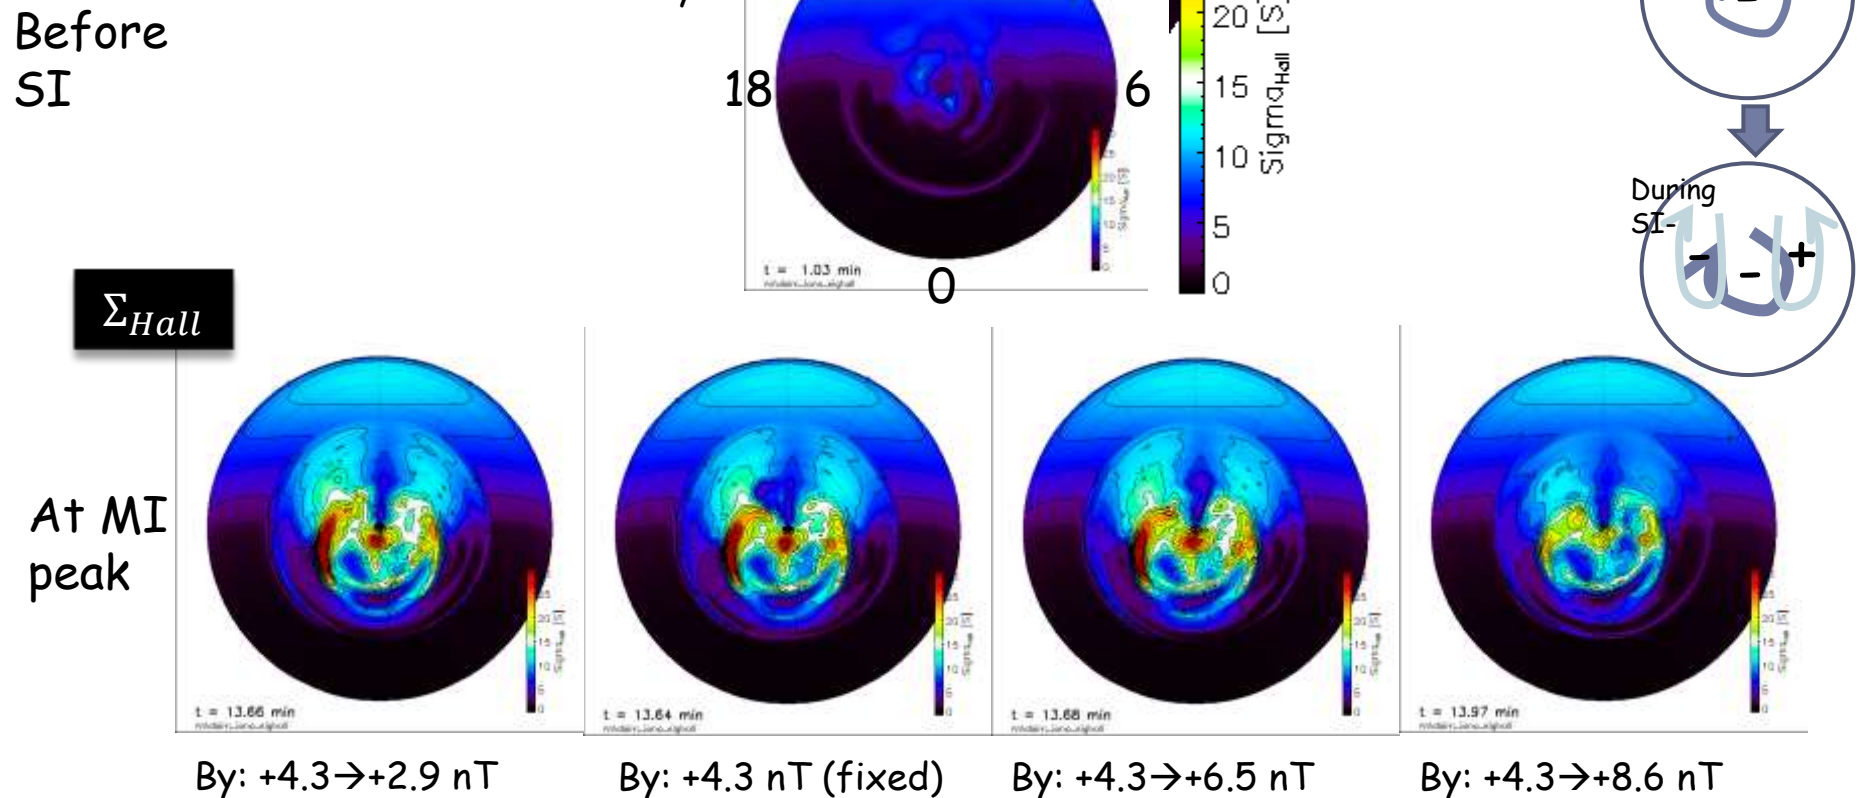 Before
SI
18
6
0
20
15
10
5
0
Sigma_Hall [S]
t = 1.03 min
During
SI-
-
-
+
Σ_Hall
At MI
peak
t = 13.66 min
t = 13.64 min
t = 13.68 min
t = 13.97 min
By: +4.3→+2.9 nT
By: +4.3 nT (fixed)
By: +4.3→+6.5 nT
By: +4.3→+8.6 nT